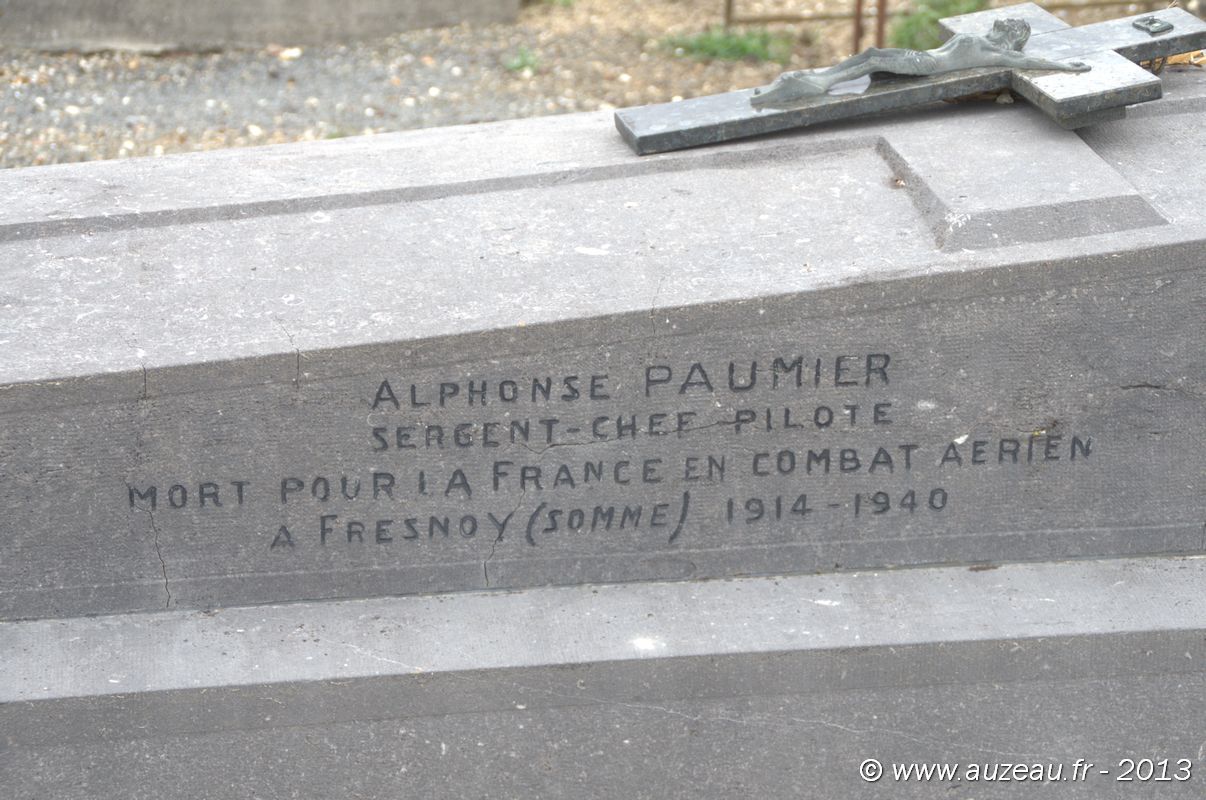 ALPHONSE PAUMIER
SERGENT-CHEF PILOTE
MORT POUR LA FRANCE EN COMBAT AERIEN
A FRESNOY (SOMME) 1914-1940
© www.auzeau.fr - 2013